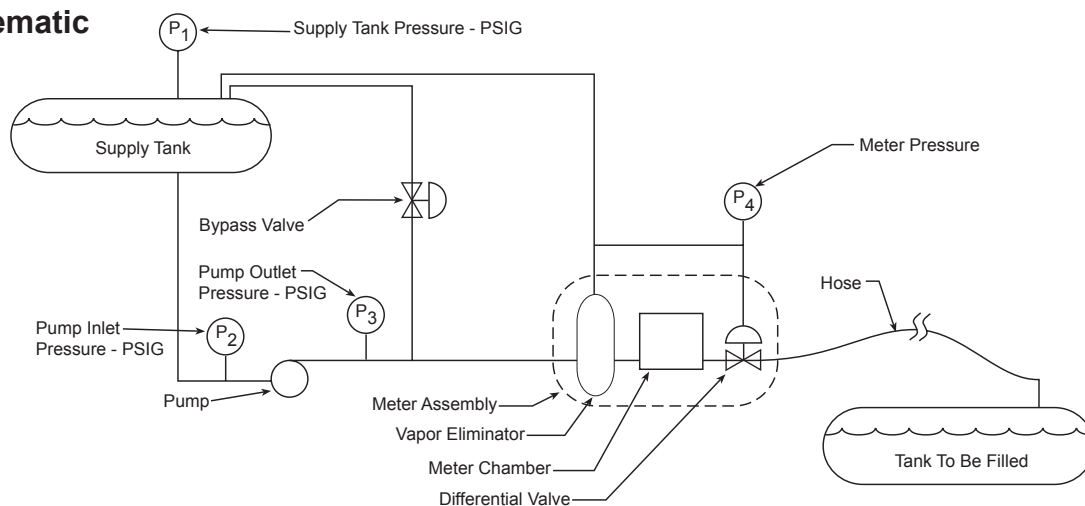 ematic
P1
Supply Tank Pressure - PSIG
Supply Tank
Meter Pressure
P4
Bypass Valve
Pump Outlet
Pressure - PSIG
P3
Hose
Pump Inlet
Pressure - PSIG
P2
Pump
Meter Assembly
Vapor Eliminator
Meter Chamber
Differential Valve
Tank To Be Filled